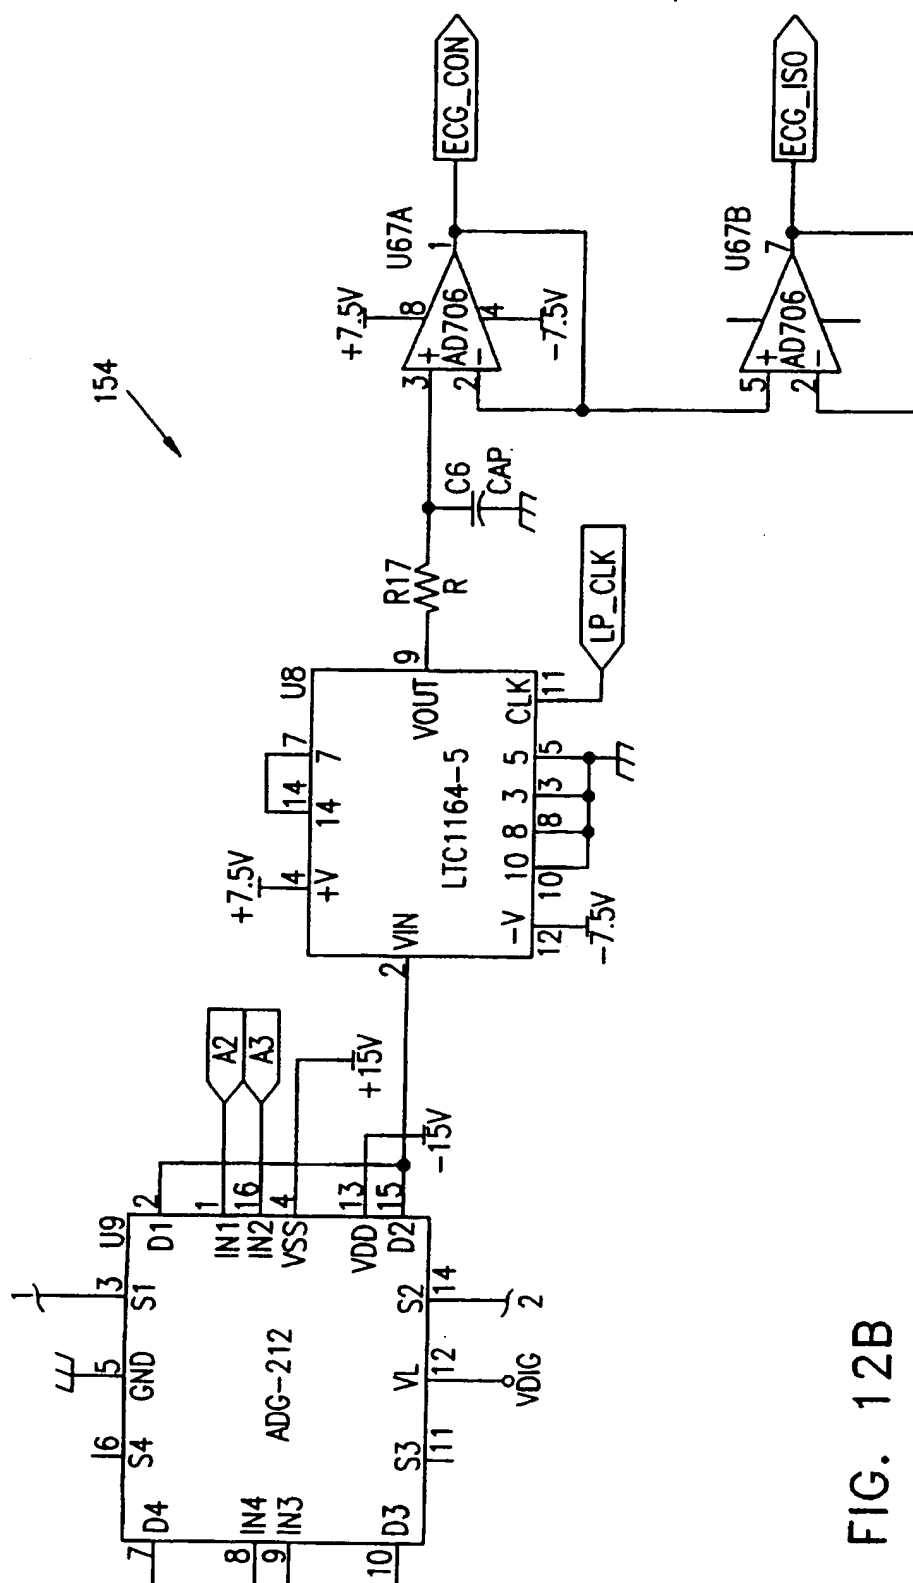 154
1
U9
3
S1
5
GND
6
S4
7
D4
8
IN4
9
IN3
10
D3
ADG-212
2
D1
1
IN1
16
IN2
4
VSS
13
VDD
15
D2
14
S2
2
12
VL
VDIG
11
S3
A2
A3
+15V
-15V
U8
2
VIN
+7.5V
4
+V
14
14
7
7
LTC1164-5
9
VOUT
11
CLK
5
5
3
3
8
8
10
10
-V
12
-7.5V
LP_CLK
R17
R
C6
CAP
U67A
+7.5V
8
3
+
AD706
1
2
-
4
-7.5V
ECG_CON
U67B
5
+
AD706
7
2
-
ECG_ISO
FIG. 12B